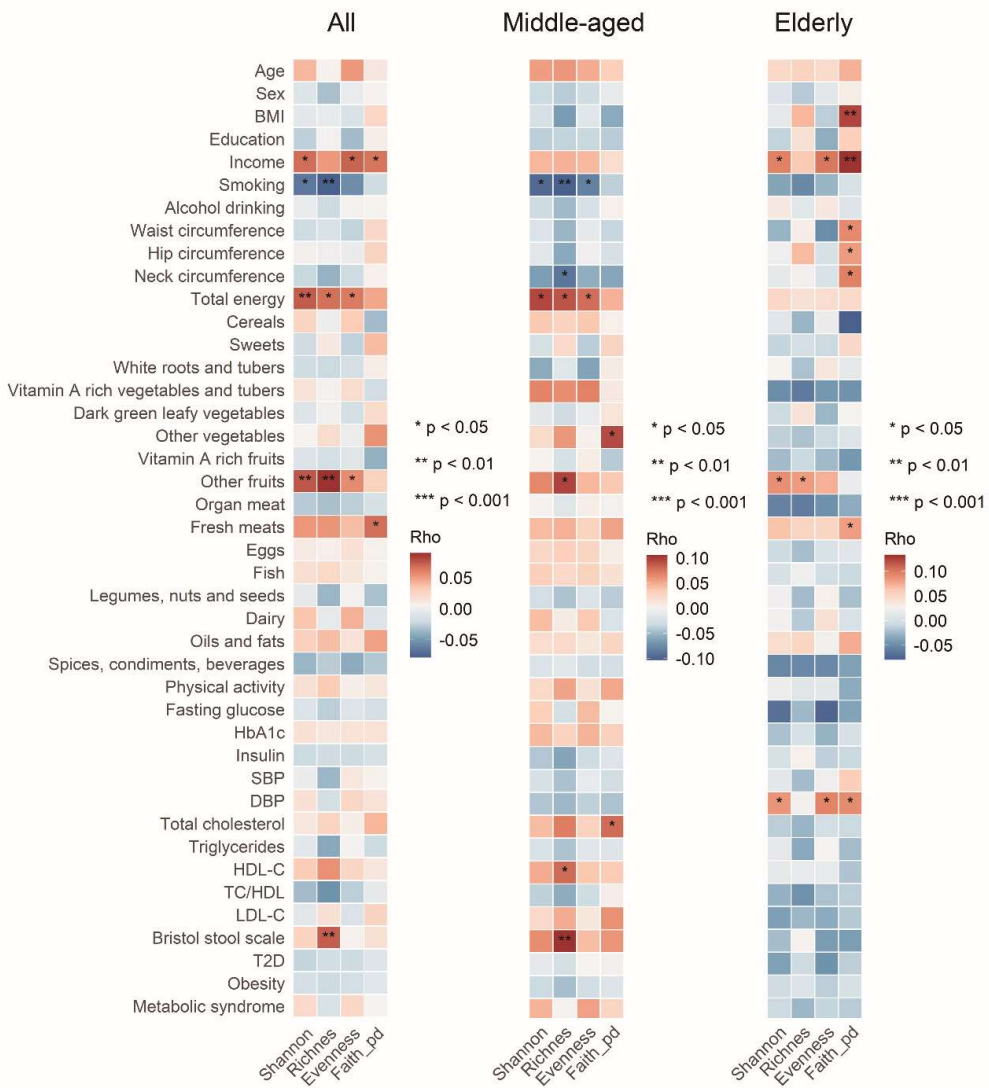 All Middle-aged Elderly
Age
Sex
BMI
**
Education
Income
* * * * * **
Smoking
* ** * ** *
Alcohol drinking
Waist circumference
*
Hip circumference
*
Neck circumference
* *
Total energy
** * * * * *
Cereals
Sweets
White roots and tubers
Vitamin A rich vegetables and tubers
Dark green leafy vegetables
Other vegetables
*
Vitamin A rich fruits
Other fruits
** ** * * * *
Organ meat
Fresh meats
* *
Eggs
Fish
Legumes, nuts and seeds
Dairy
Oils and fats
Spices, condiments, beverages
Physical activity
Fasting glucose
HbA1c
Insulin
SBP
DBP
* * *
Total cholesterol
*
Triglycerides
HDL-C
*
TC/HDL
LDL-C
Bristol stool scale
** **
T2D
Obesity
Metabolic syndrome
Shannon
Richnes
Evenness
Faith_pd
* p < 0.05
** p < 0.01
*** p < 0.001
Rho
0.05
0.00
-0.05
Shannon
Richnes
Evenness
Faith_pd
* p < 0.05
** p < 0.01
*** p < 0.001
Rho
0.10
0.05
0.00
-0.05
-0.10
Shannon
Richnes
Evenness
Faith_pd
* p < 0.05
** p < 0.01
*** p < 0.001
Rho
0.10
0.05
0.00
-0.05